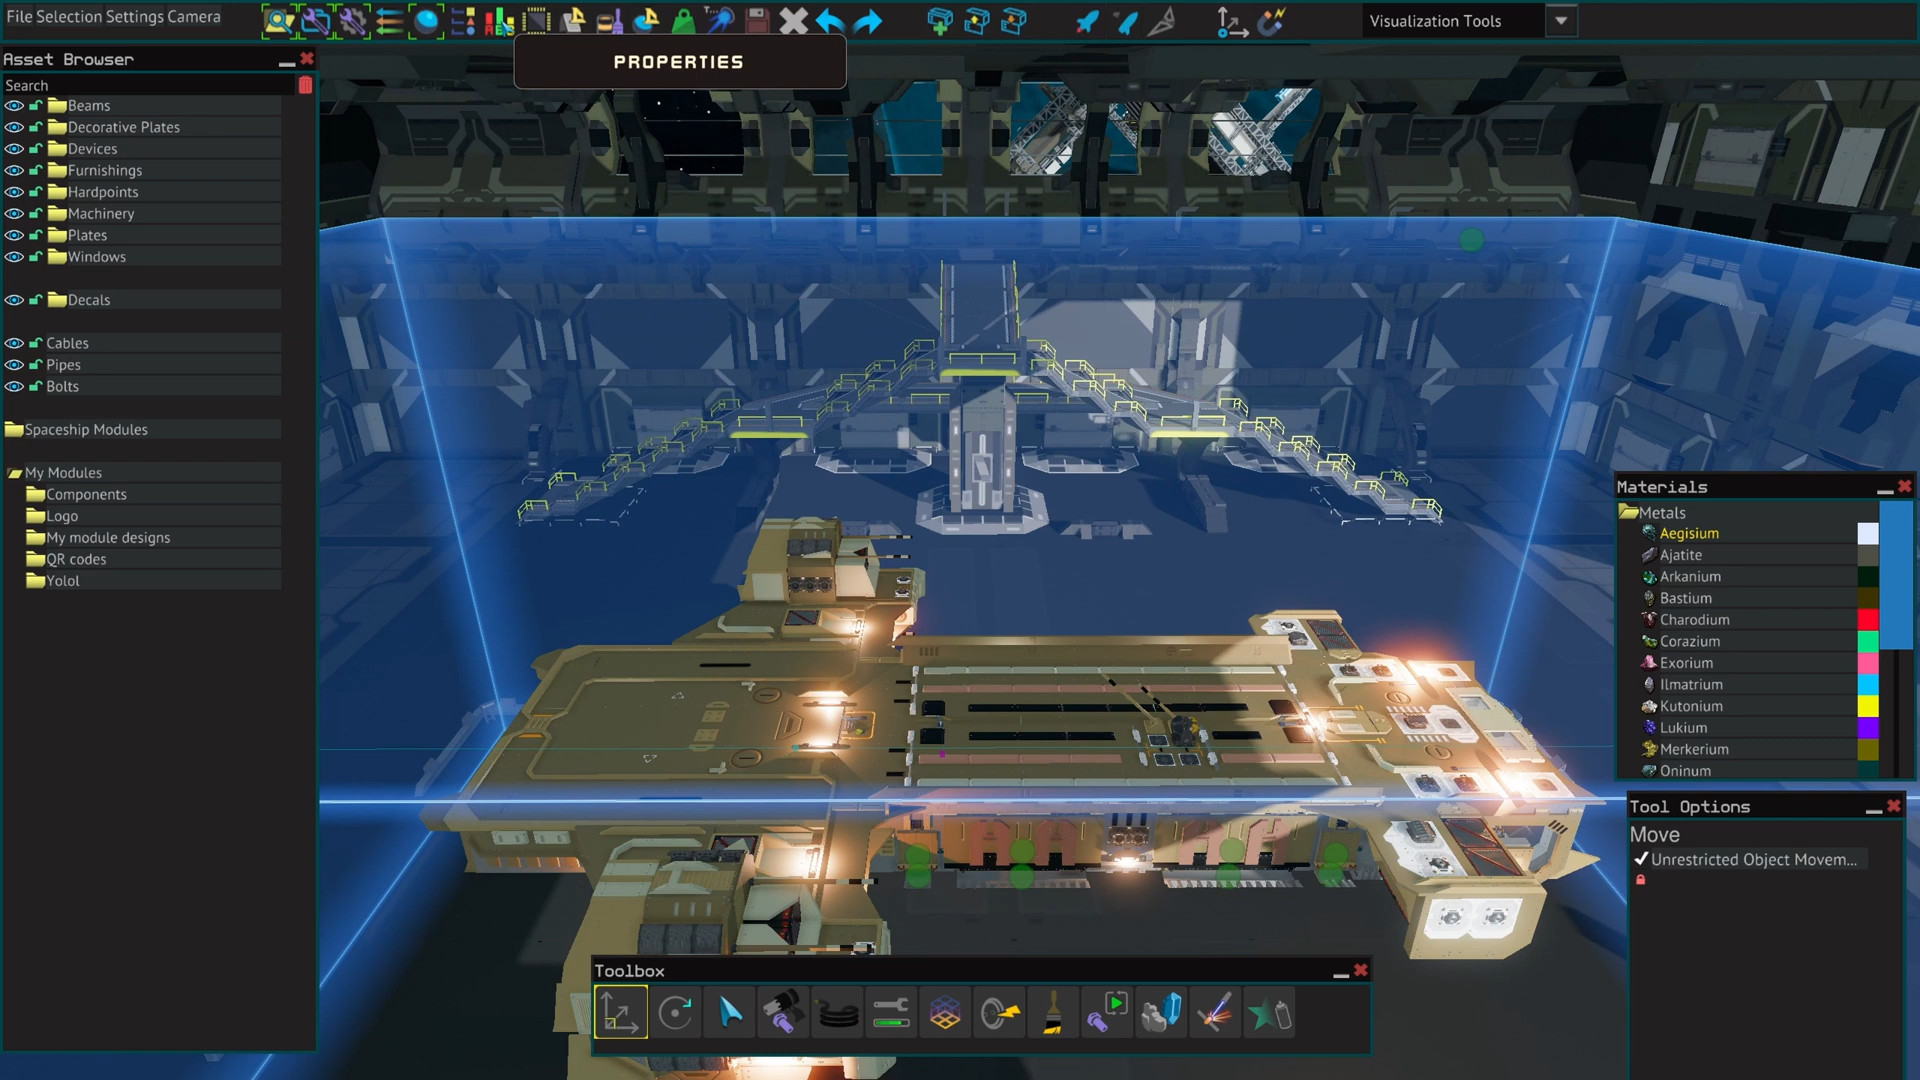 File Selection Settings Camera
Visualization Tools
PROPERTIES
Asset Browser
Search
Beams
Decorative Plates
Devices
Furnishings
Hardpoints
Machinery
Plates
Windows
Decals
Cables
Pipes
Bolts
Spaceship Modules
My Modules
Components
Logo
My module designs
QR codes
Yolol
Materials
Metals
Aegisium
Ajatite
Arkanium
Bastium
Charodium
Corazium
Exorium
Ilmatrium
Kutonium
Lukium
Merkerium
Oninum
Tool Options
Move
Unrestricted Object Movem...
Toolbox